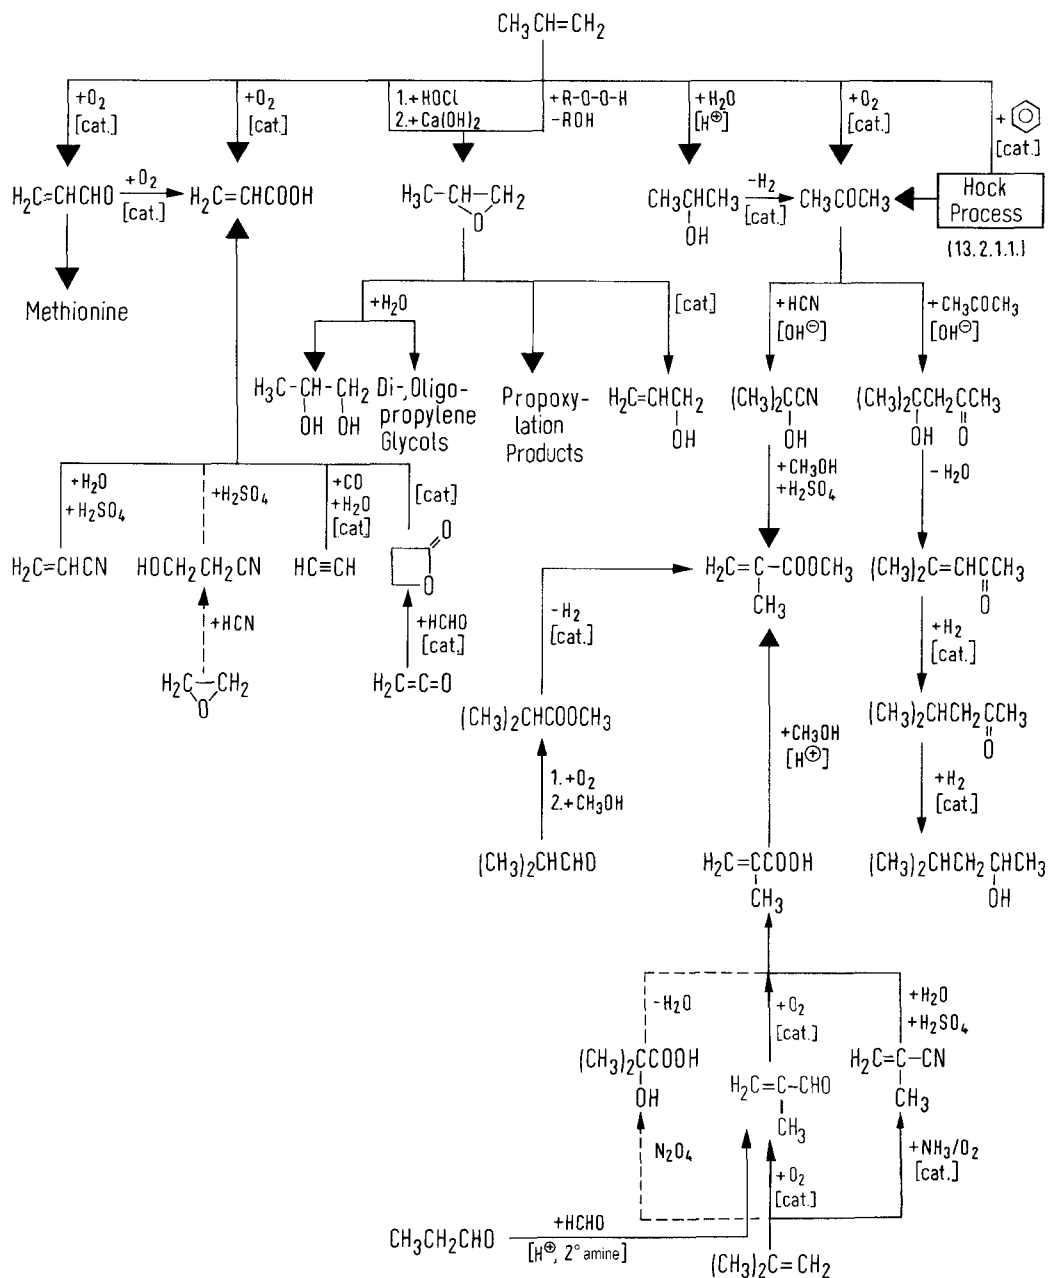 CH₃CH=CH₂
+O₂ [cat.]
+O₂ [cat.]
1.+HOCl
2.+Ca(OH)₂
+R-O-O-H
-ROH
+H₂O [H⊕]
+O₂ [cat.]
+
[cat.]
H₂C=CHCHO
+O₂
[cat.]
H₂C=CHCOOH
H₃C-CH-CH₂
O
CH₃CHCH₃
OH
-H₂
[cat.]
CH₃COCH₃
Hock
Process
(13.2.1.1.)
Methionine
+H₂O
[cat]
+HCN
[OH⊖]
+CH₃COCH₃
[OH⊖]
H₃C-CH-CH₂
OH OH
Di-,Oligo-
propylene
Glycols
Propoxy-
lation
Products
H₂C=CHCH₂
OH
(CH₃)₂CCN
OH
(CH₃)₂CCH₂CCH₃
OH O
+H₂O
+H₂SO₄
+H₂SO₄
+CO
+H₂O
[cat]
[cat]
+CH₃OH
+H₂SO₄
-H₂O
H₂C=CHCN
HOCH₂CH₂CN
HC≡CH
O
O
H₂C=C-COOCH₃
CH₃
(CH₃)₂C=CHCCH₃
O
+HCN
+HCHO
[cat.]
-H₂
[cat.]
+H₂
[cat.]
H₂C-CH₂
O
H₂C=C=O
(CH₃)₂CHCOOCH₃
+CH₃OH
[H⊕]
(CH₃)₂CHCH₂CCH₃
O
1.+O₂
2.+CH₃OH
+H₂
[cat.]
(CH₃)₂CHCHO
H₂C=CCOOH
CH₃
(CH₃)₂CHCH₂CHCH₃
OH
-H₂O
+O₂
[cat.]
+H₂O
+H₂SO₄
(CH₃)₂CCOOH
OH
H₂C=C-CHO
CH₃
H₂C=C-CN
CH₃
N₂O₄
+O₂
[cat.]
+NH₃/O₂
[cat.]
CH₃CH₂CHO
+HCHO
[H⊕, 2° amine]
(CH₃)₂C=CH₂